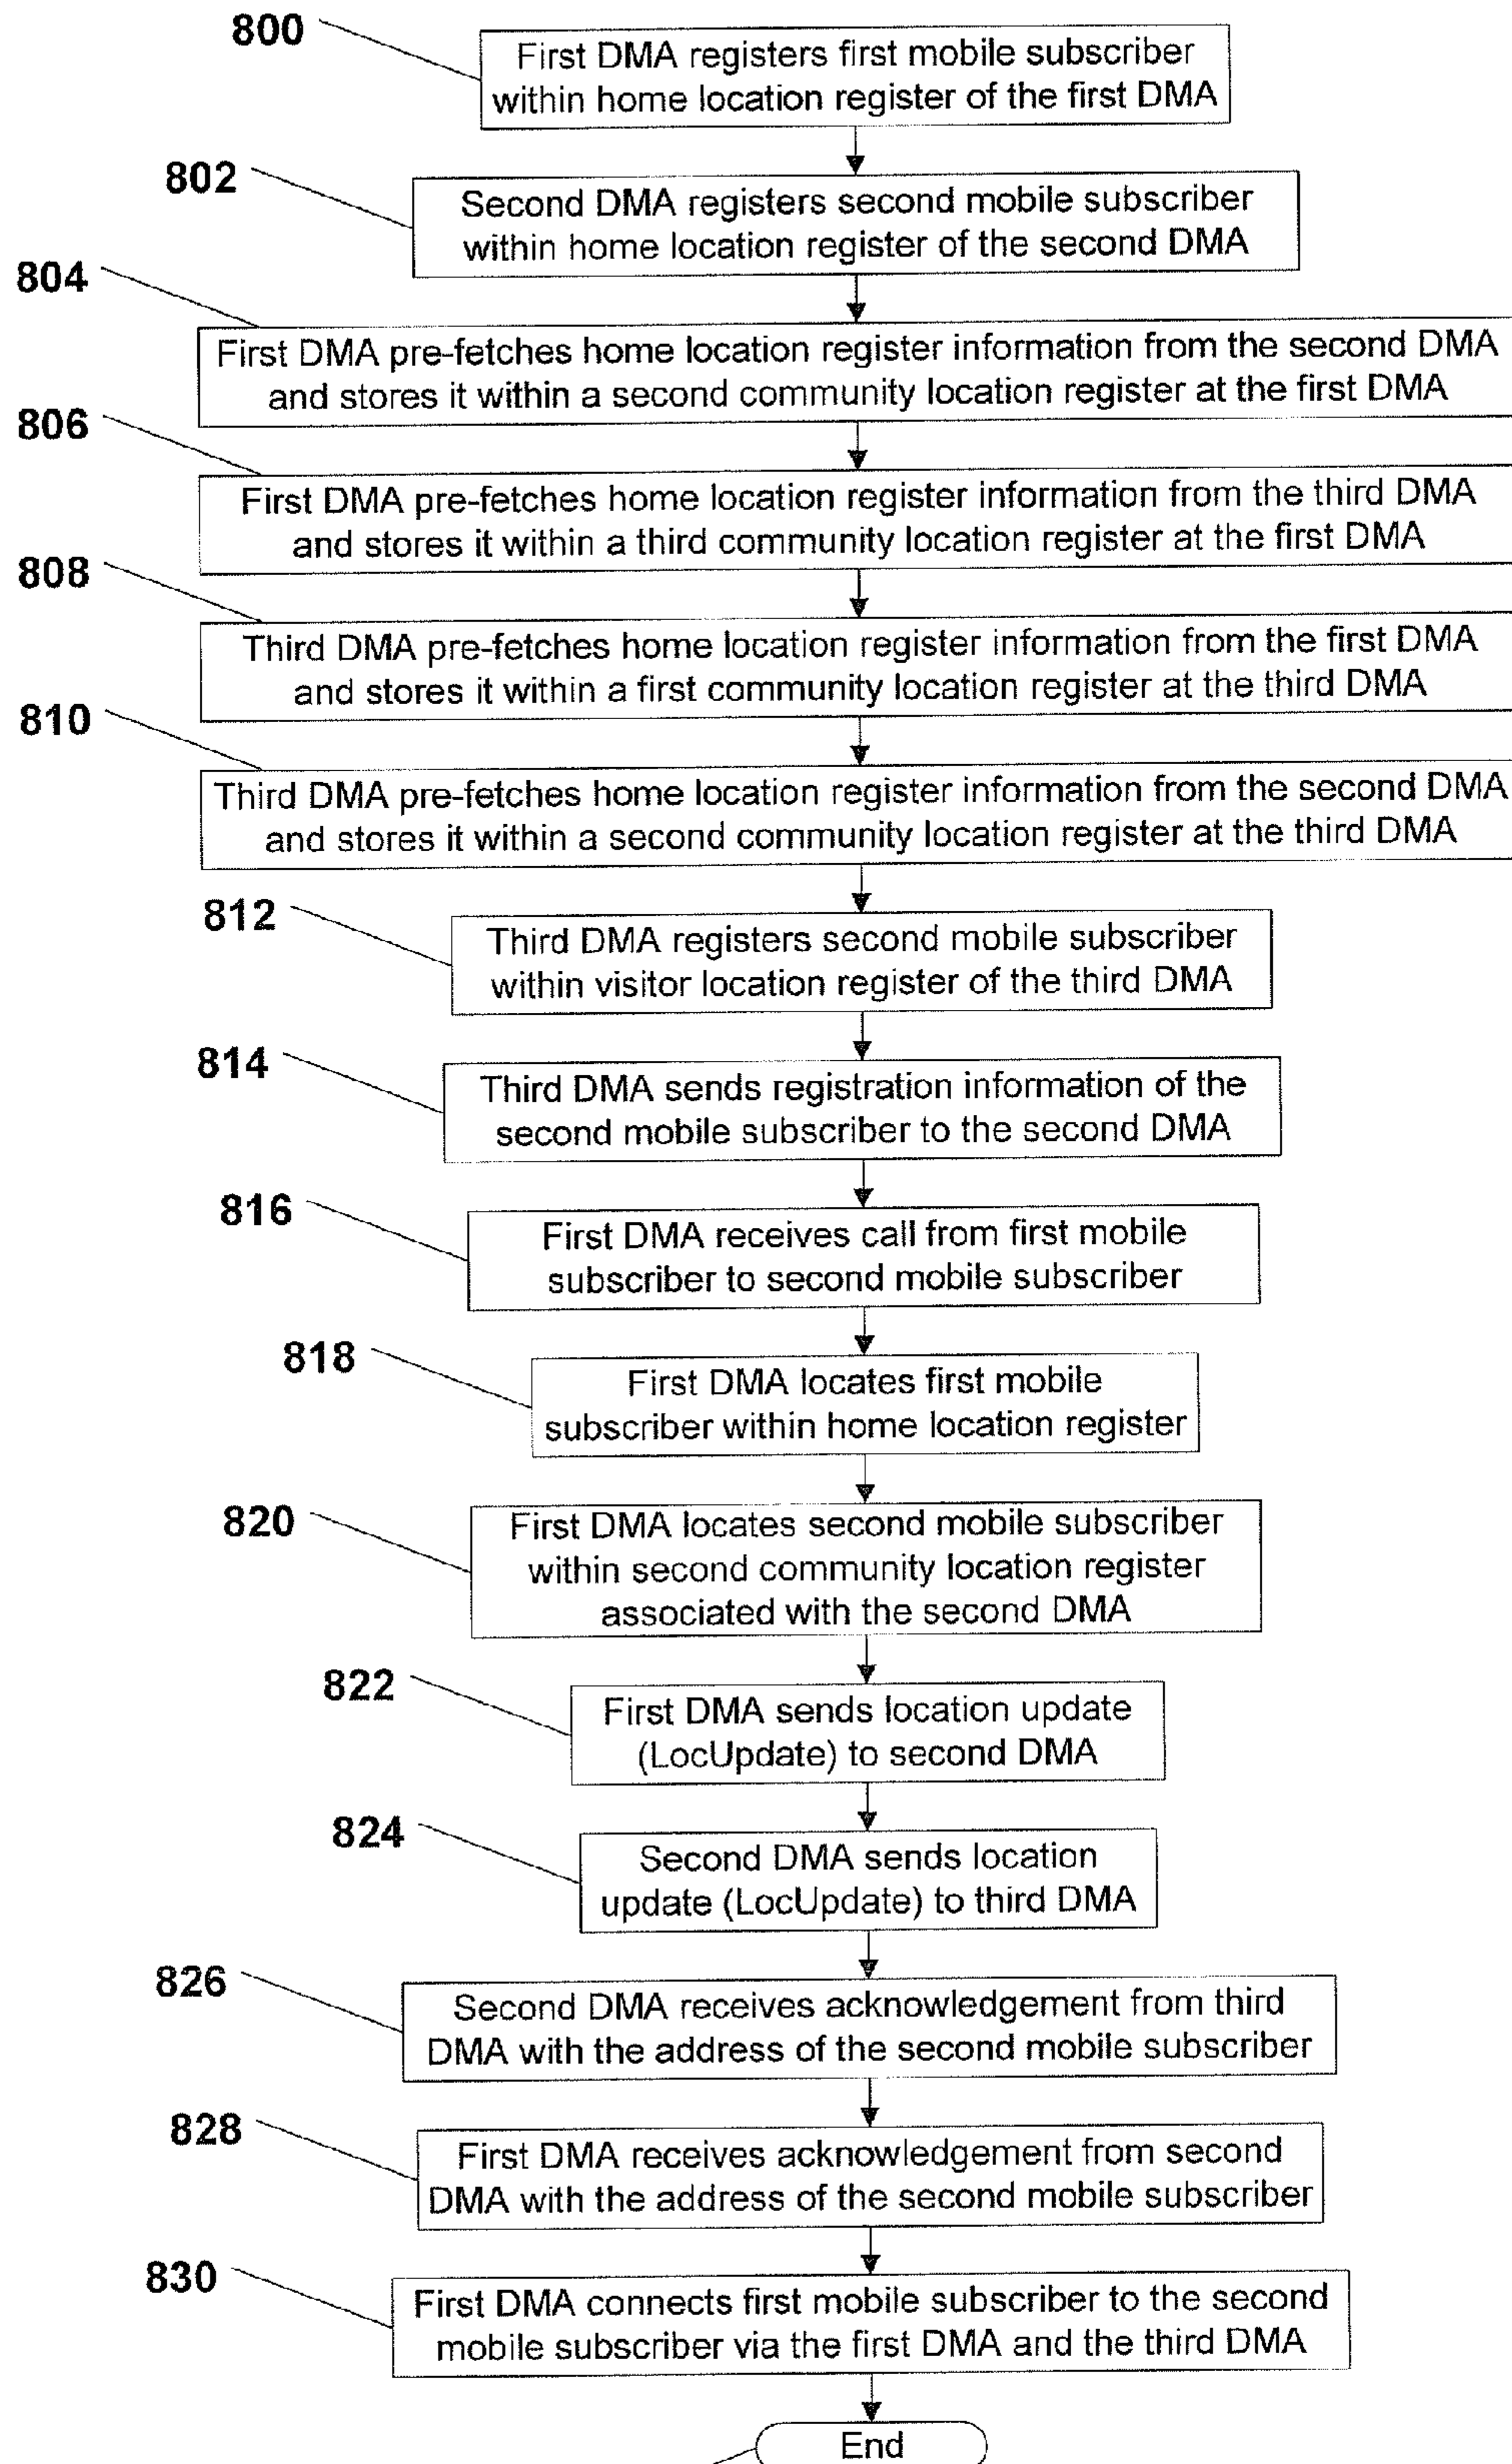 800
First DMA registers first mobile subscriber
within home location register of the first DMA
802
Second DMA registers second mobile subscriber
within home location register of the second DMA
804
First DMA pre-fetches home location register information from the second DMA
and stores it within a second community location register at the first DMA
806
First DMA pre-fetches home location register information from the third DMA
and stores it within a third community location register at the first DMA
808
Third DMA pre-fetches home location register information from the first DMA
and stores it within a first community location register at the third DMA
810
Third DMA pre-fetches home location register information from the second DMA
and stores it within a second community location register at the third DMA
812
Third DMA registers second mobile subscriber
within visitor location register of the third DMA
814
Third DMA sends registration information of the
second mobile subscriber to the second DMA
816
First DMA receives call from first mobile
subscriber to second mobile subscriber
818
First DMA locates first mobile
subscriber within home location register
820
First DMA locates second mobile subscriber
within second community location register
associated with the second DMA
822
First DMA sends location update
(LocUpdate) to second DMA
824
Second DMA sends location
update (LocUpdate) to third DMA
826
Second DMA receives acknowledgement from third
DMA with the address of the second mobile subscriber
828
First DMA receives acknowledgement from second
DMA with the address of the second mobile subscriber
830
First DMA connects first mobile subscriber to the second
mobile subscriber via the first DMA and the third DMA
End